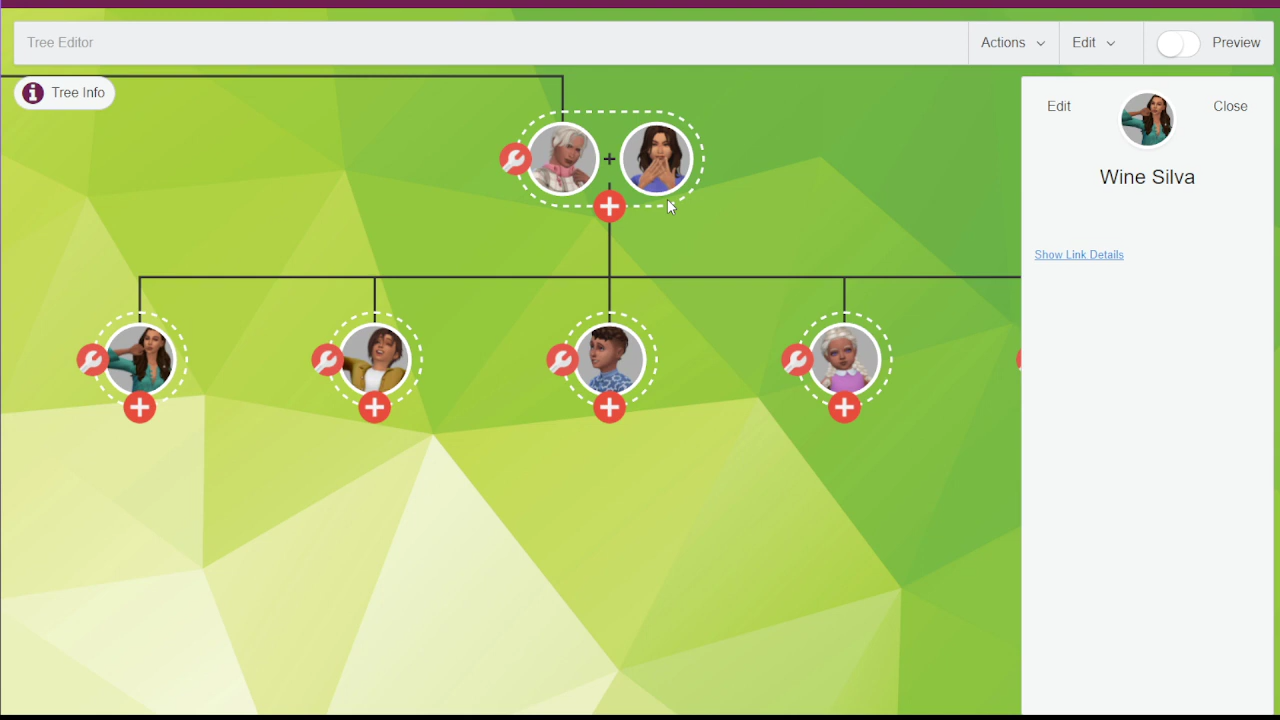 Tree Editor
Actions
Edit
Preview
Tree Info
Edit
Close
Wine Silva
Show Link Details